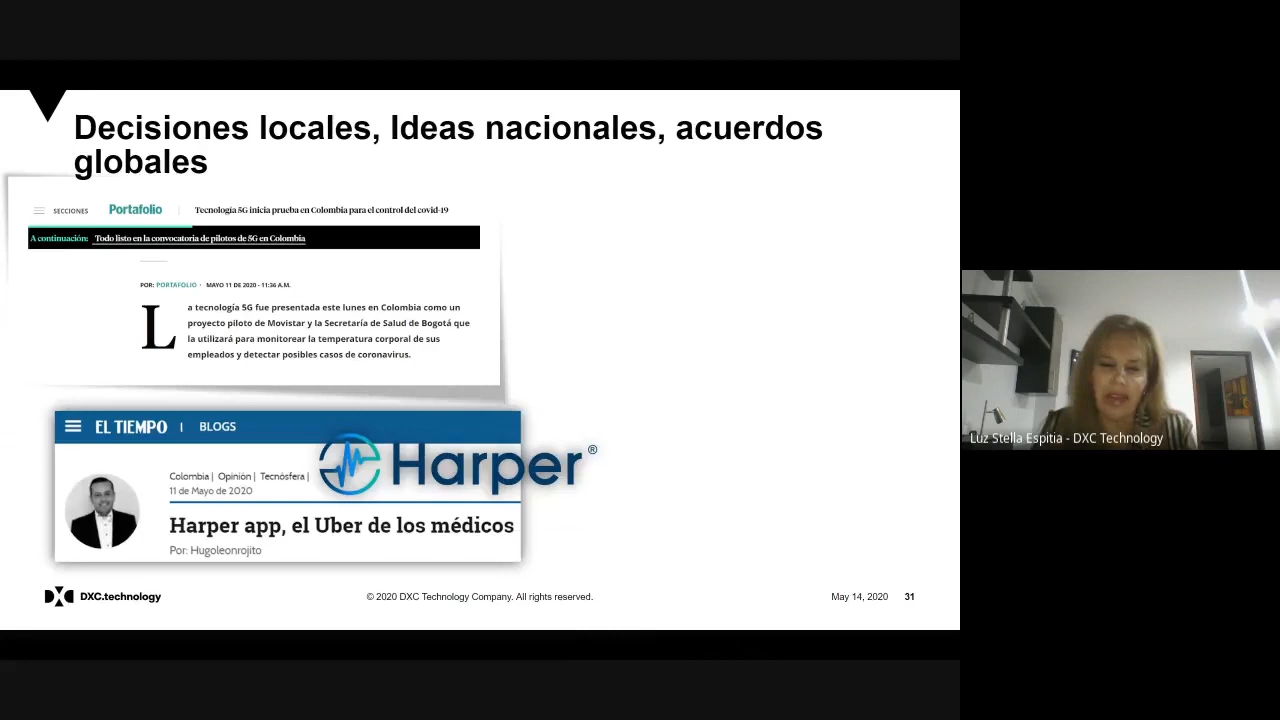 Decisiones locales, Ideas nacionales, acuerdos
globales
SECCIONES Portafolio | Tecnología 5G inicia prueba en Colombia para el control del covid-19
A continuación: Todo listo en la convocatoria de pilotos de 5G en Colombia
POR: PORTAFOLIO · MAYO 11 DE 2020 - 11:36 A.M.
La tecnología 5G fue presentada este lunes en Colombia como un
proyecto piloto de Movistar y la Secretaría de Salud de Bogotá que
la utilizará para monitorear la temperatura corporal de sus
empleados y detectar posibles casos de coronavirus.
EL TIEMPO | BLOGS
Harper ®
Colombia | Opinión | Tecnósfera |
11 de Mayo de 2020
Harper app, el Uber de los médicos
Por: Hugoleonrojito
DXC.technology
© 2020 DXC Technology Company. All rights reserved.
May 14, 2020 31
Luz Stella Espitia - DXC Technology